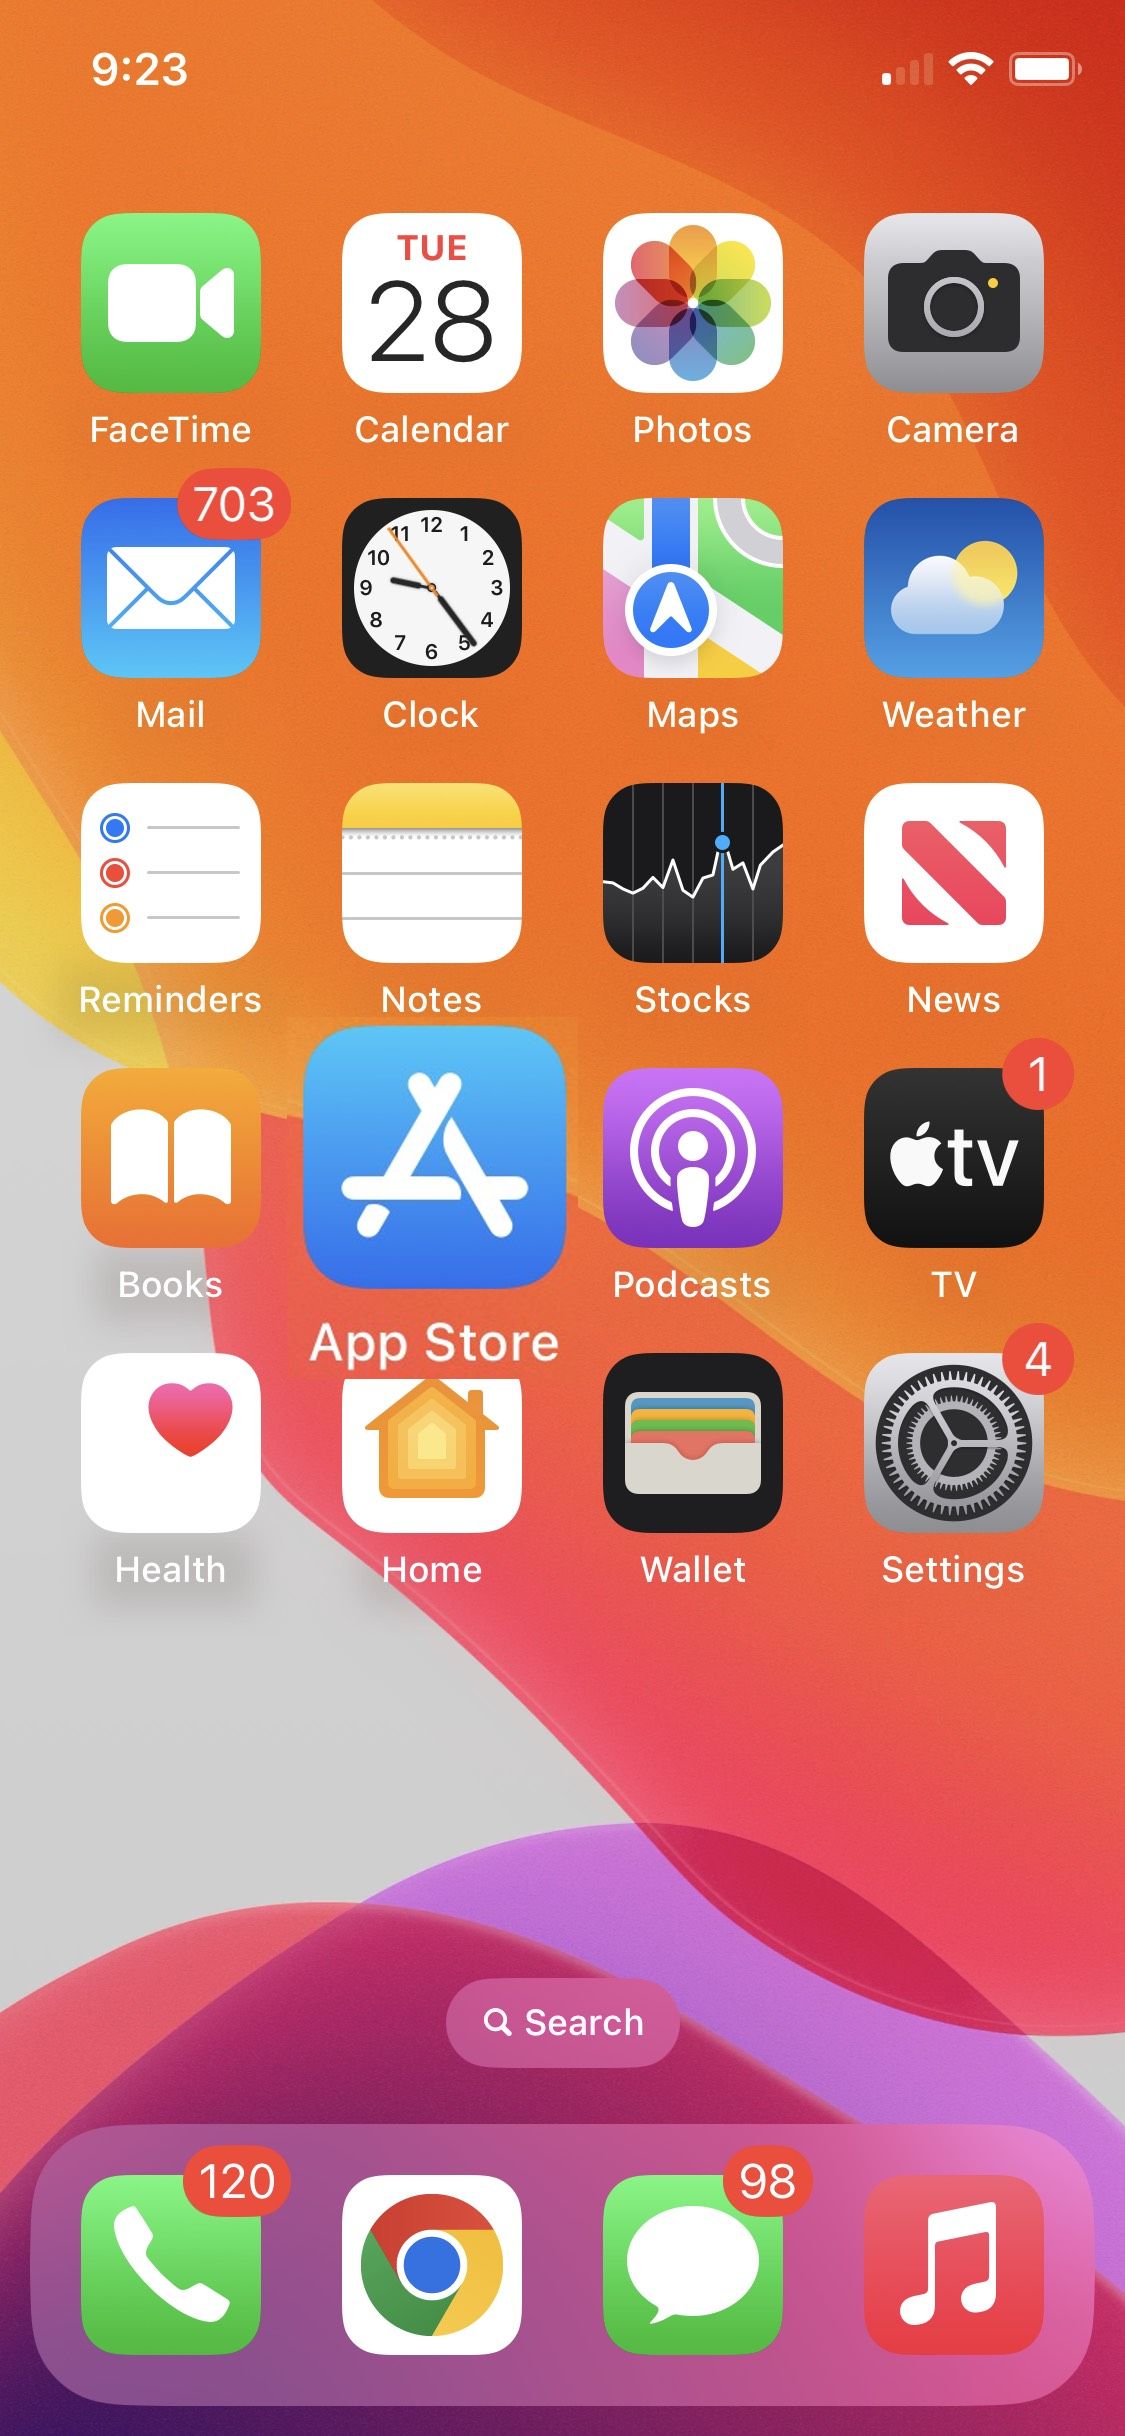 9:23
TUE
28
FaceTime
Calendar
Photos
Camera
703
12
11
1
10
2
9
3
8
4
7
5
6
Mail
Clock
Maps
Weather
Reminders
Notes
Stocks
News
1
tv
Books
App Store
Podcasts
TV
4
Health
Home
Wallet
Settings
Search
120
98